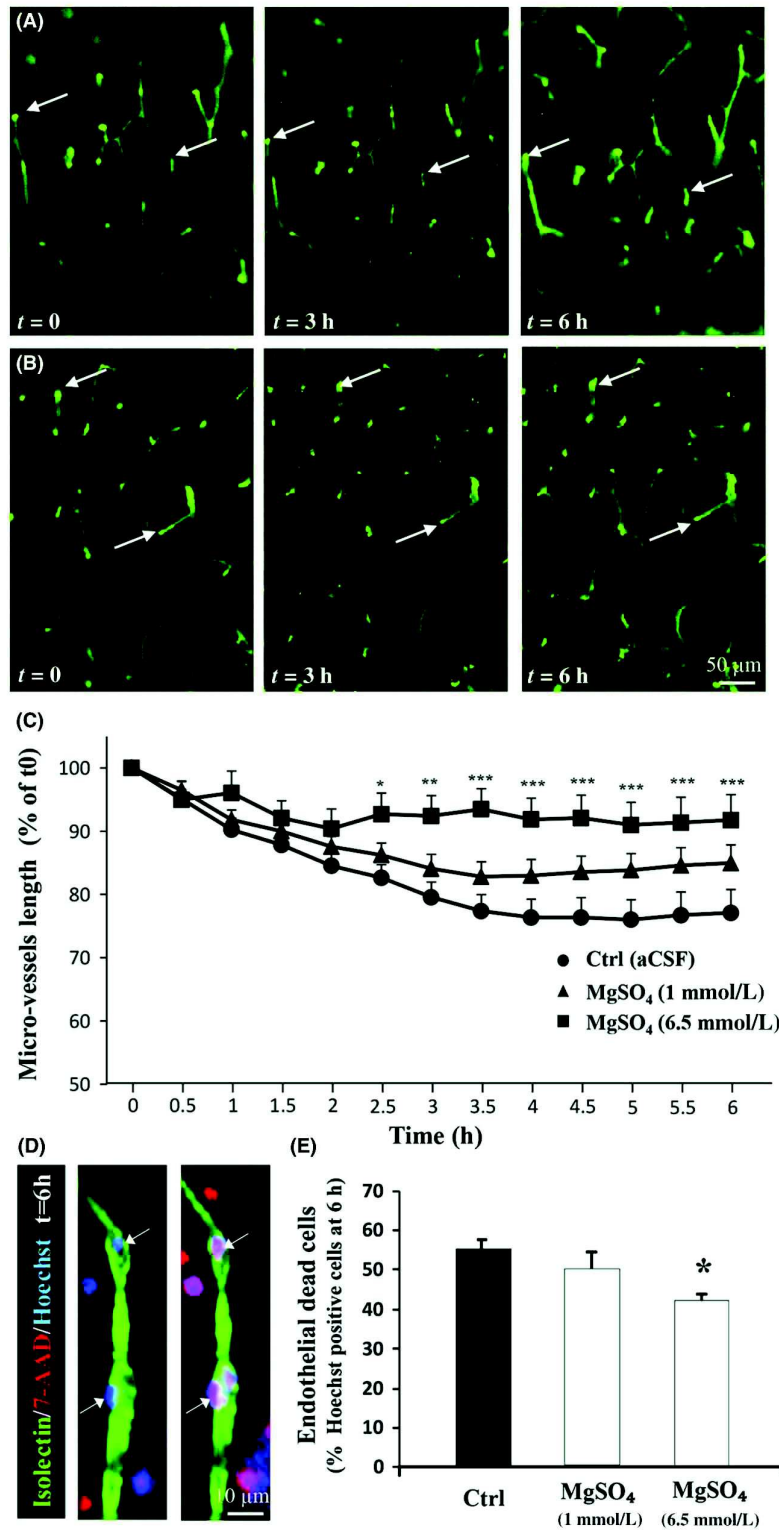 (A)
t = 0
t = 3 h
t = 6 h
(B)
t = 0
t = 3 h
t = 6 h
50 µm
(C)
Micro-vessels length (% of t0)
100
90
80
70
60
50
* ** *** *** *** *** *** ***
Ctrl (aCSF)
MgSO₄ (1 mmol/L)
MgSO₄ (6.5 mmol/L)
0 0.5 1 1.5 2 2.5 3 3.5 4 4.5 5 5.5 6
Time (h)
(D)
Isolectin/7-AAD/Hoechst t=6h
10 µm
(E)
Endothelial dead cells
(% Hoechst positive cells at 6 h)
70
60
50
40
30
20
10
0
*
Ctrl
MgSO₄
(1 mmol/L)
MgSO₄
(6.5 mmol/L)